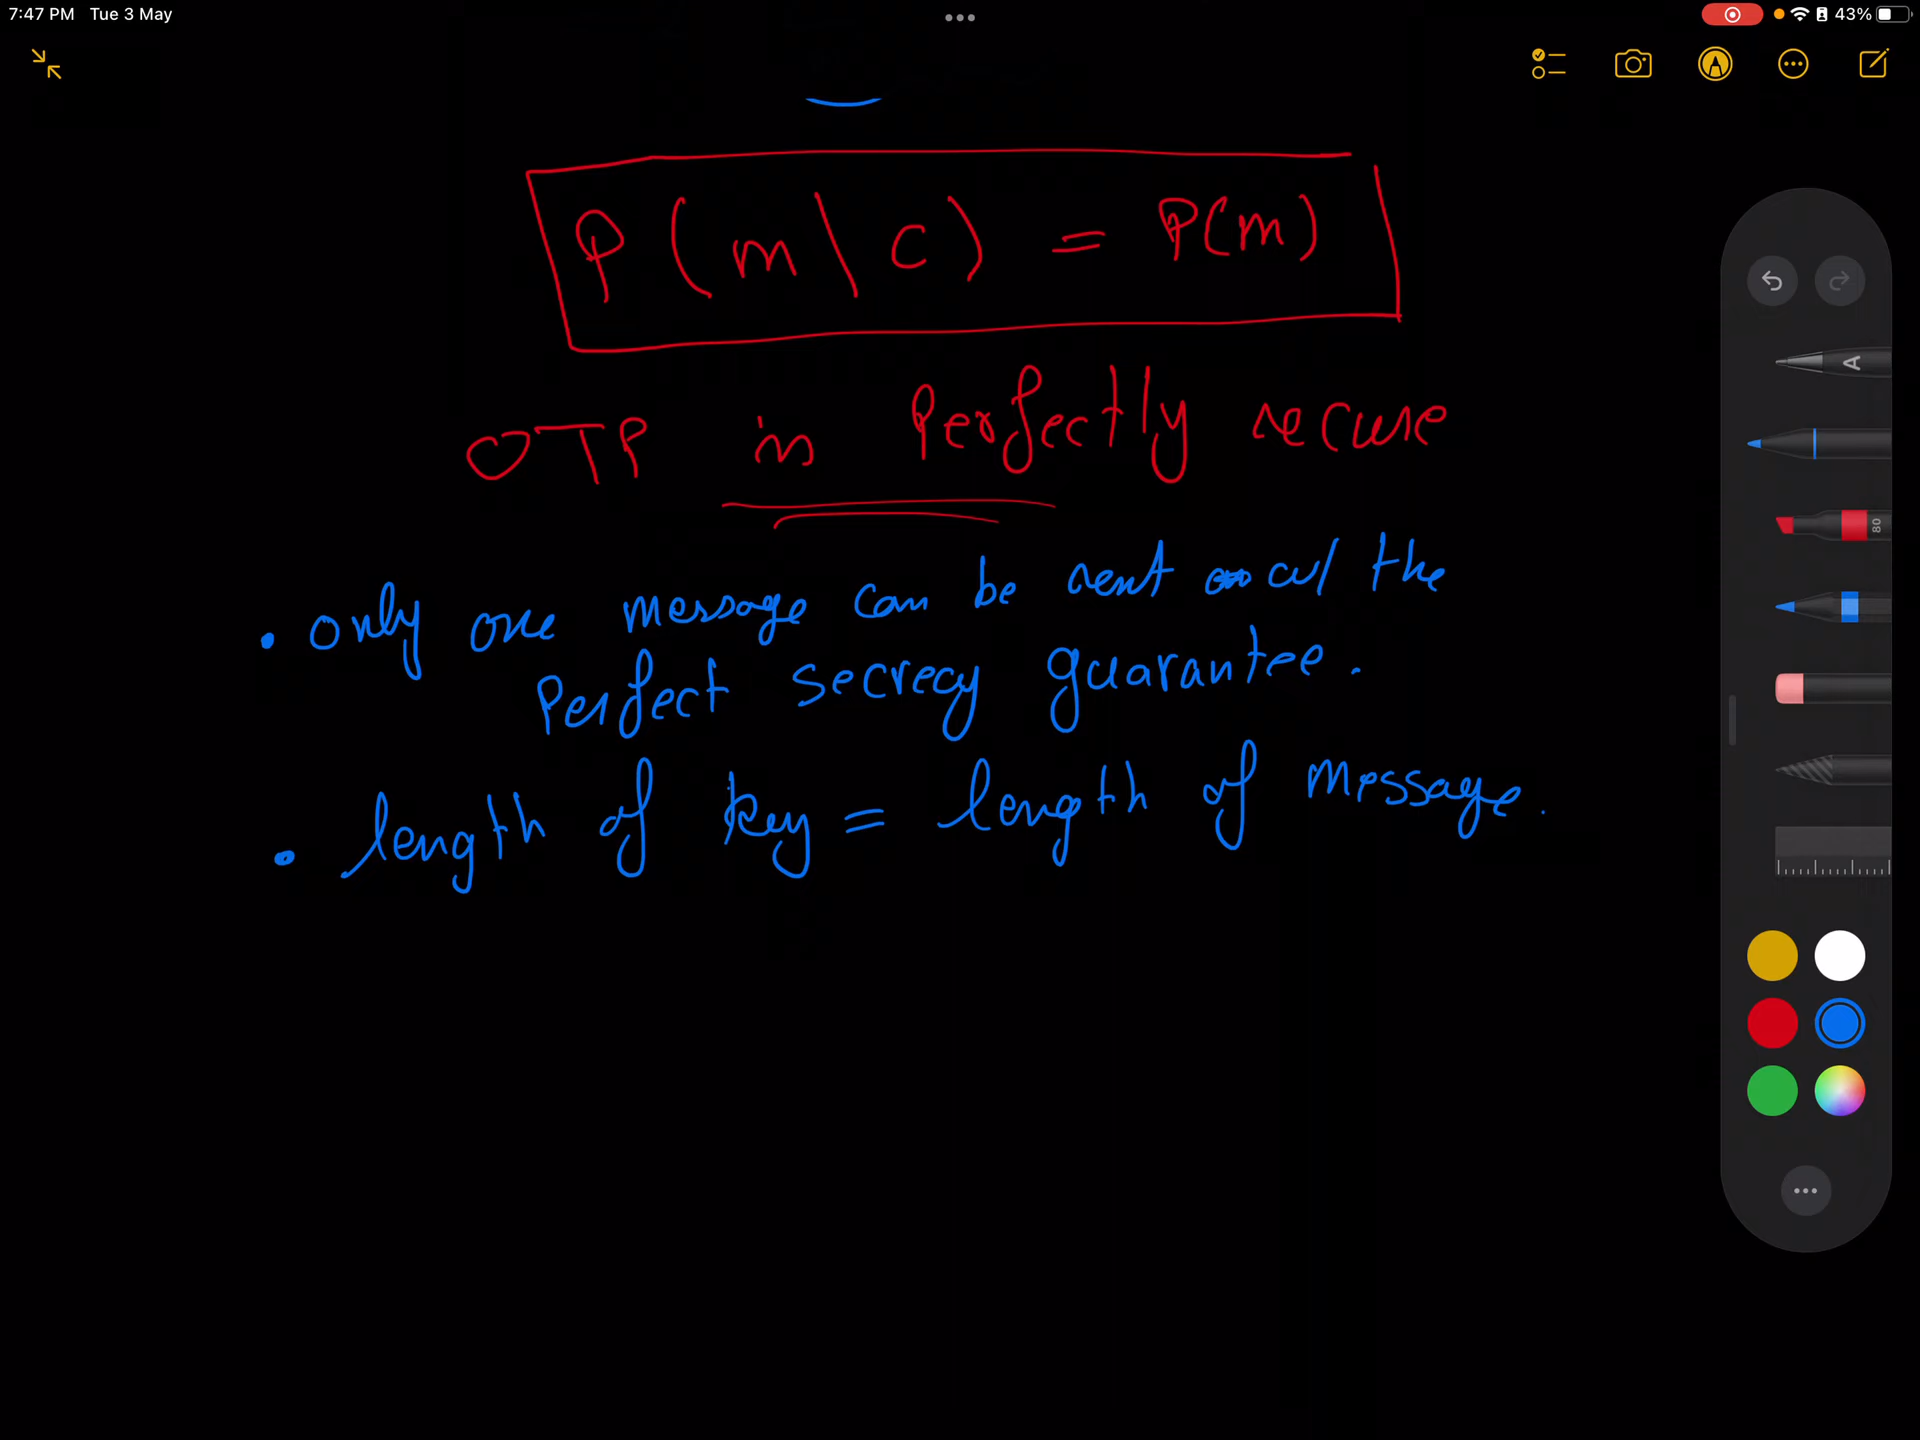 7:47 PM Tue 3 May
43%
P(m|c) = P(m)
OTP is Perfectly secure
• only one message can be sent w/ the
Perfect secrecy guarantee.
• length of key = length of message.
A
80